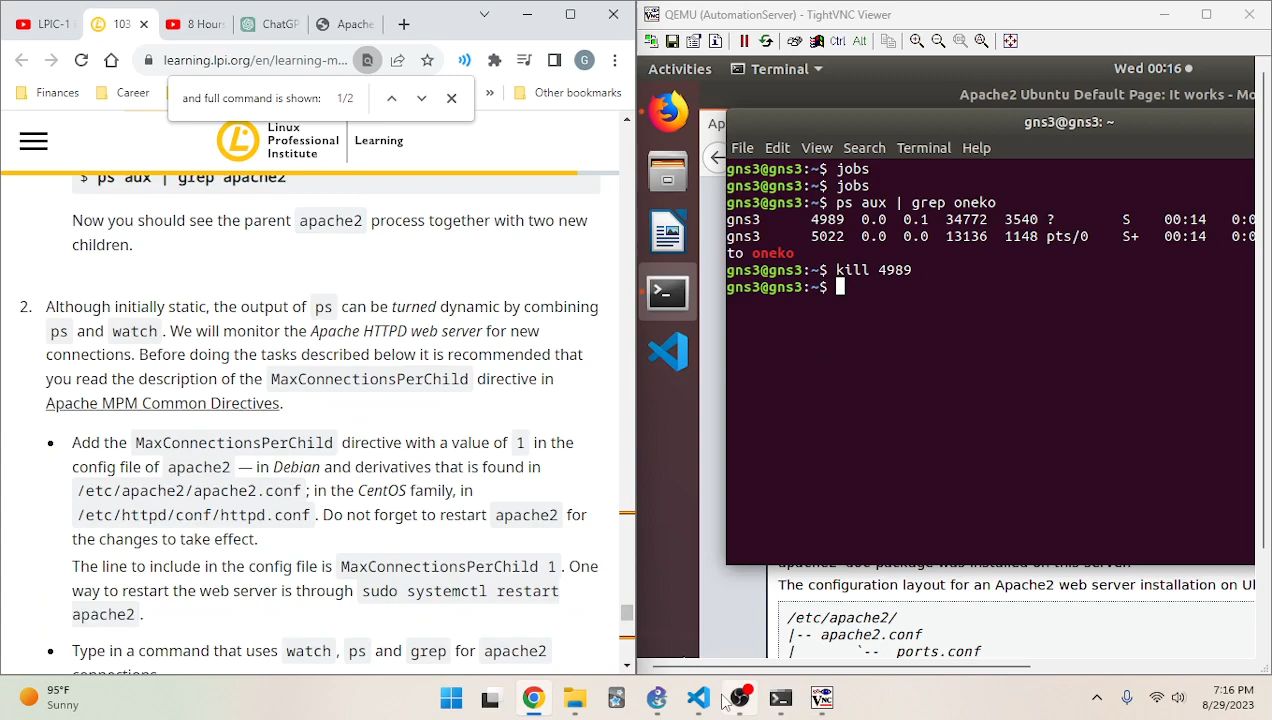 LPIC-1
103
8 Hours
ChatGP
Apache
learning.lpi.org/en/learning-m...
G
Finances
Career
»
Other bookmarks
and full command is shown:
1/2
Linux
Professional
Institute
Learning
$ ps aux | grep apache2
Now you should see the parent apache2 process together with two new
children.
2. Although initially static, the output of ps can be turned dynamic by combining
ps and watch. We will monitor the Apache HTTPD web server for new
connections. Before doing the tasks described below it is recommended that
you read the description of the MaxConnectionsPerChild directive in
Apache MPM Common Directives.
• Add the MaxConnectionsPerChild directive with a value of 1 in the
config file of apache2 — in Debian and derivatives that is found in
/etc/apache2/apache2.conf; in the CentOS family, in
/etc/httpd/conf/httpd.conf. Do not forget to restart apache2 for
the changes to take effect.
The line to include in the config file is MaxConnectionsPerChild 1. One
way to restart the web server is through sudo systemctl restart
apache2.
• Type in a command that uses watch, ps and grep for apache2
connections.
QEMU (AutomationServer) - TightVNC Viewer
Ctrl Alt
Activities
Terminal
Wed 00:16
Apache2 Ubuntu Default Page: It works - Mo
Ap
gns3@gns3: ~
File Edit View Search Terminal Help
gns3@gns3:~$ jobs
gns3@gns3:~$ jobs
gns3@gns3:~$ ps aux | grep oneko
gns3 4989 0.0 0.1 34772 3540 ? S 00:14 0:0
gns3 5022 0.0 0.0 13136 1148 pts/0 S+ 00:14 0:0
to oneko
gns3@gns3:~$ kill 4989
gns3@gns3:~$
apache2-doc package was installed on this server
The configuration layout for an Apache2 web server installation on Ul
/etc/apache2/
|-- apache2.conf
| `-- ports.conf
95°F
Sunny
7:16 PM
8/29/2023